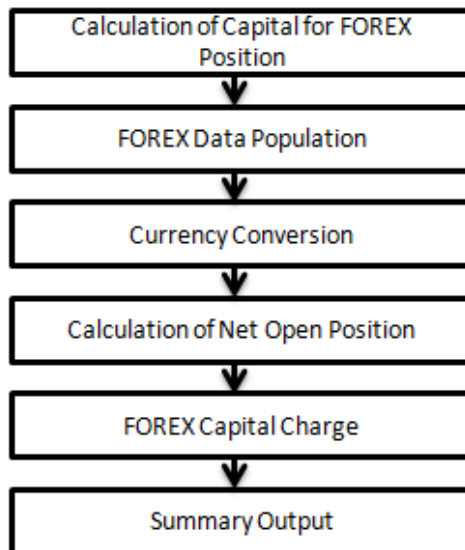 Calculation of Capital for FOREX
Position
FOREX Data Population
Currency Conversion
Calculation of Net Open Position
FOREX Capital Charge
Summary Output